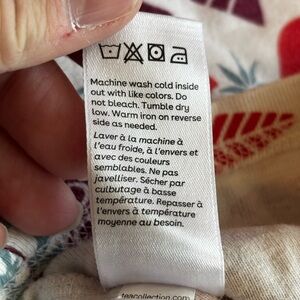 Machine wash cold inside
out with like colors. Do
not bleach. Tumble dry
low. Warm iron on reverse
side as needed.
Laver à la machine à
l'eau froide, à l'envers et
avec des couleurs
semblables. Ne pas
javelliser. Sécher par
culbutage à basse
température. Repasser à
l'envers à température
moyenne au besoin.
teacollection.com